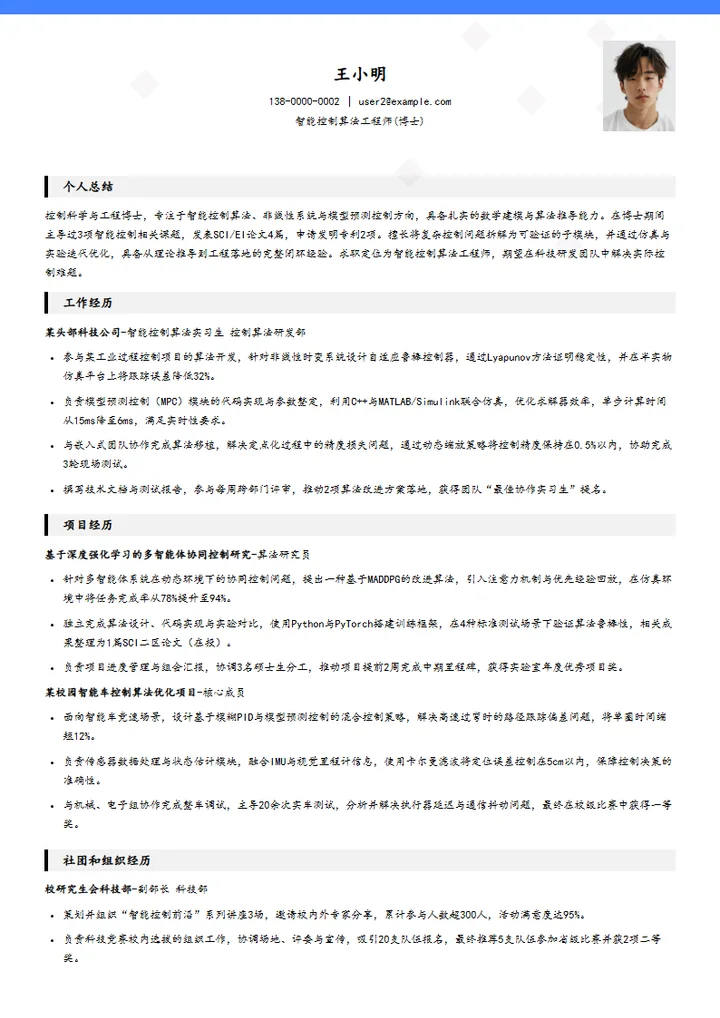 王小明
138-0000-0002 | user2@example.com
智能控制算法工程师(博士)
个人总结
控制科学与工程博士，专注于智能控制算法、非线性系统与模型预测控制方向，具备扎实的数学建模与算法推导能力。在博士期间
主导过3项智能控制相关课题，发表SCI/EI论文4篇，申请发明专利2项。擅长将复杂控制问题拆解为可验证的子模块，并通过仿真与
实验迭代优化，具备从理论推导到工程落地的完整闭环经验。求职定位为智能控制算法工程师，期望在科技研发团队中解决实际控
制难题。
工作经历
某头部科技公司-智能控制算法实习生 控制算法研发部
• 参与某工业过程控制项目的算法开发，针对非线性时变系统设计自适应鲁棒控制器，通过Lyapunov方法证明稳定性，并在半实物
仿真平台上将跟踪误差降低32%。
• 负责模型预测控制（MPC）模块的代码实现与参数整定，利用C++与MATLAB/Simulink联合仿真，优化求解器效率，单步计算时间
从15ms降至6ms，满足实时性要求。
• 与嵌入式团队协作完成算法移植，解决定点化过程中的精度损失问题，通过动态缩放策略将控制精度保持在0.5%以内，协助完成
3轮现场测试。
• 撰写技术文档与测试报告，参与每周跨部门评审，推动2项算法改进方案落地，获得团队“最佳协作实习生”提名。
项目经历
基于深度强化学习的多智能体协同控制研究-算法研究员
• 针对多智能体系统在动态环境下的协同控制问题，提出一种基于MADDPG的改进算法，引入注意力机制与优先经验回放，在仿真环
境中将任务完成率从78%提升至94%。
• 独立完成算法设计、代码实现与实验对比，使用Python与PyTorch搭建训练框架，在4种标准测试场景下验证算法鲁棒性，相关成
果整理为1篇SCI二区论文（在投）。
• 负责项目进度管理与组会汇报，协调3名硕士生分工，推动项目提前2周完成中期里程碑，获得实验室年度优秀项目奖。
某校园智能车控制算法优化项目-核心成员
• 面向智能车竞速场景，设计基于模糊PID与模型预测控制的混合控制策略，解决高速过弯时的路径跟踪偏差问题，将单圈时间缩
短12%。
• 负责传感器数据处理与状态估计模块，融合IMU与视觉里程计信息，使用卡尔曼滤波将定位误差控制在5cm以内，保障控制决策的
准确性。
• 与机械、电子组协作完成整车调试，主导20余次实车测试，分析并解决执行器延迟与通信抖动问题，最终在校级比赛中获得一等
奖。
社团和组织经历
校研究生会科技部-副部长 科技部
• 策划并组织“智能控制前沿”系列讲座3场，邀请校内外专家分享，累计参与人数超300人，活动满意度达95%。
• 负责科技竞赛校内选拔的组织工作，协调场地、评委与宣传，吸引20支队伍报名，最终推荐5支队伍参加省级比赛并获2项二等
奖。